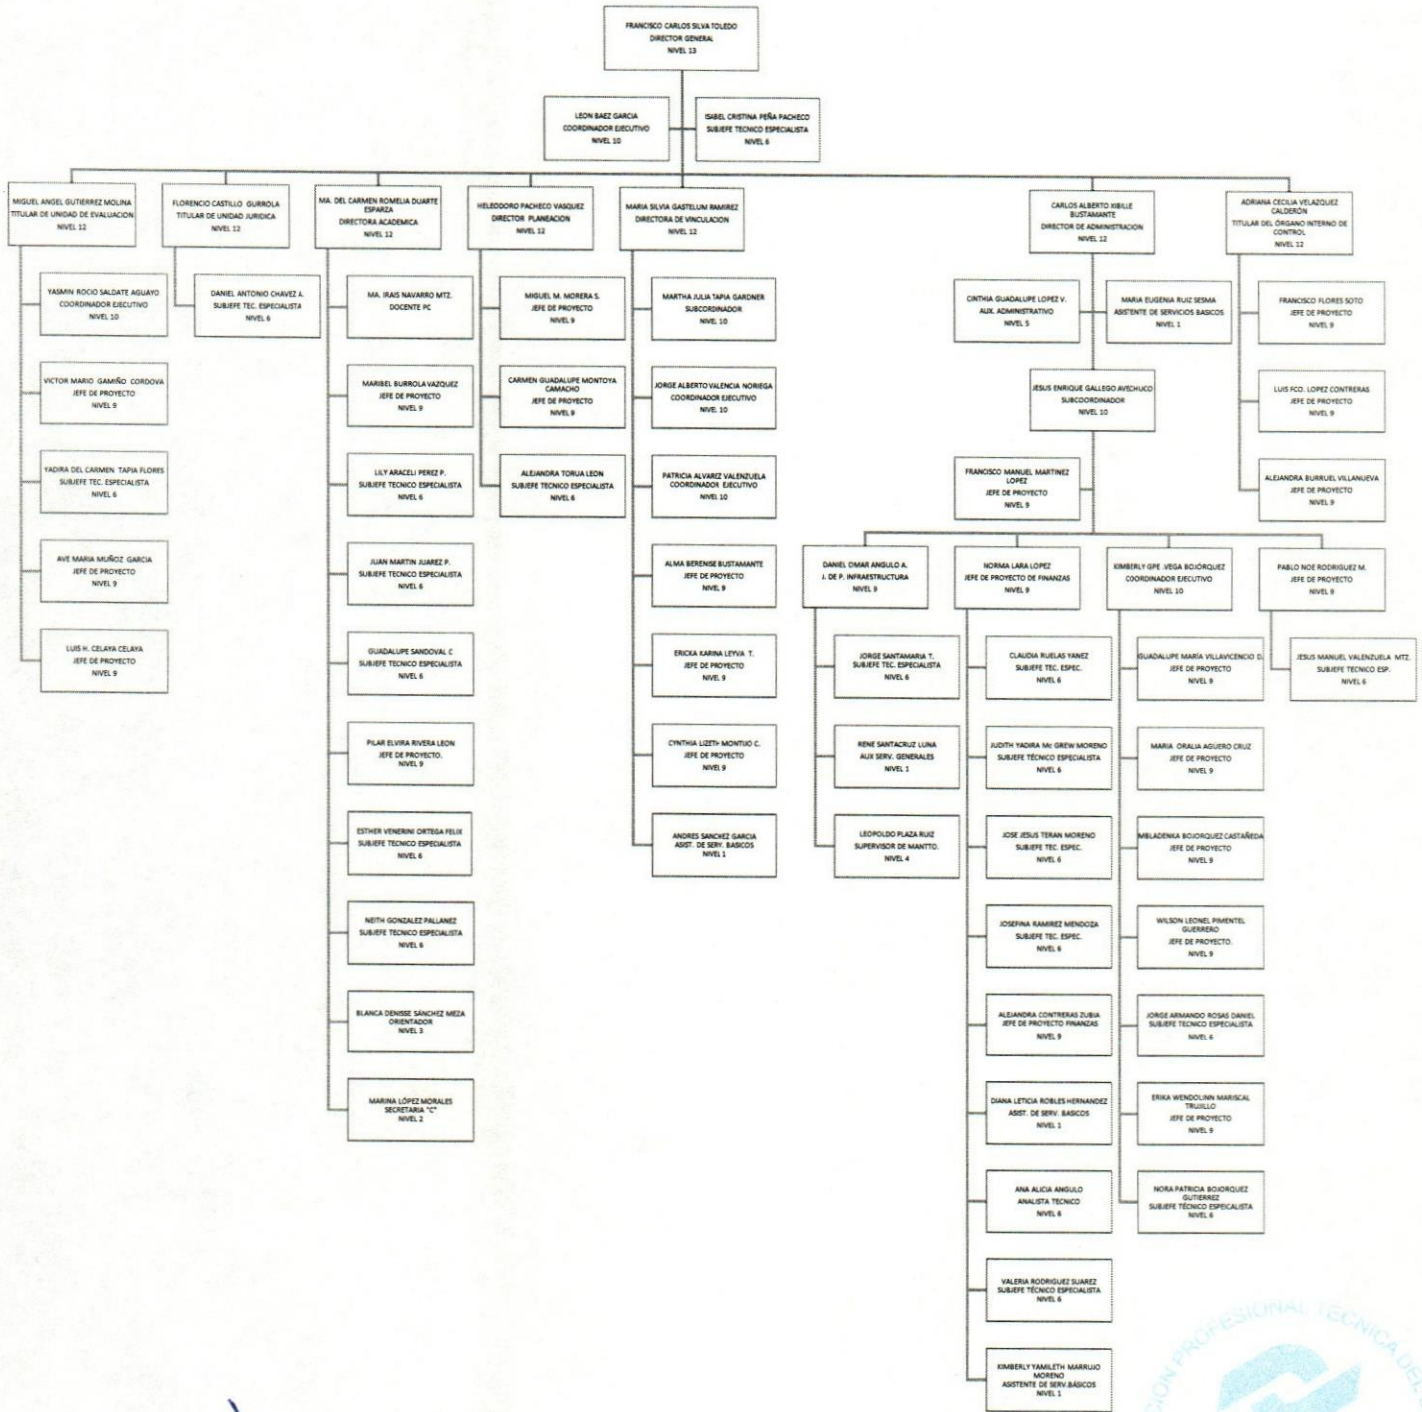 FRANCISCO CARLOS SILVA TOLEDO
DIRECTOR GENERAL
NIVEL 13
LEON BAEZ GARCIA
COORDINADOR EJECUTIVO
NIVEL 10
ISABEL CRISTINA PEÑA PACHECO
SUBJEFE TECNICO ESPECIALISTA
NIVEL 6
MIGUEL ANGEL GUTIERREZ MOLINA
TITULAR DE UNIDAD DE EVALUACION
NIVEL 12
YASMIN ROCIO SALDATE AGUAYO
COORDINADOR EJECUTIVO
NIVEL 10
VICTOR MARIO GAMIÑO CORDOVA
JEFE DE PROYECTO
NIVEL 9
YADIRA DEL CARMEN TAPIA FLORES
SUBJEFE TEC. ESPECIALISTA
NIVEL 6
AVE MARIA MUÑOZ GARCIA
JEFE DE PROYECTO
NIVEL 9
LUIS H. CELAYA CELAYA
JEFE DE PROYECTO
NIVEL 9
FLORENCIO CASTILLO GURROLA
TITULAR DE UNIDAD JURIDICA
NIVEL 12
DANIEL ANTONIO CHAVEZ A.
SUBJEFE TEC. ESPECIALISTA
NIVEL 6
MA. DEL CARMEN ROMELIA DUARTE
ESPARZA
DIRECTORA ACADEMICA
NIVEL 12
MA. IRAIS NAVARRO MTZ.
DOCENTE PC
MARIBEL BURROLA VAZQUEZ
JEFE DE PROYECTO
NIVEL 9
LILY ARACELI PEREZ P.
SUBJEFE TECNICO ESPECIALISTA
NIVEL 6
JUAN MARTIN JUAREZ P.
SUBJEFE TECNICO ESPECIALISTA
NIVEL 6
GUADALUPE SANDOVAL C
SUBJEFE TECNICO ESPECIALISTA
NIVEL 6
PILAR ELVIRA RIVERA LEON
JEFE DE PROYECTO.
NIVEL 9
ESTHER VENERINI ORTEGA FELIX
SUBJEFE TECNICO ESPECIALISTA
NIVEL 6
NEITH GONZALEZ PALLANEZ
SUBJEFE TECNICO ESPECIALISTA
NIVEL 6
BLANCA DENISSE SÁNCHEZ MEZA
ORIENTADOR
NIVEL 3
MARINA LÓPEZ MORALES
SECRETARIA "C"
NIVEL 2
HELEODORO PACHECO VASQUEZ
DIRECTOR PLANEACION
NIVEL 12
MIGUEL M. MORERA S.
JEFE DE PROYECTO
NIVEL 9
CARMEN GUADALUPE MONTOYA
CAMACHO
JEFE DE PROYECTO
NIVEL 9
ALEJANDRA TORUA LEON
SUBJEFE TECNICO ESPECIALISTA
NIVEL 6
MARIA SILVIA GASTELUM RAMIREZ
DIRECTORA DE VINCULACION
NIVEL 12
MARTHA JULIA TAPIA GARDNER
SUBCORDINADOR
NIVEL 10
JORGE ALBERTO VALENCIA NORIEGA
COORDINADOR EJECUTIVO
NIVEL 10
PATRICIA ALVAREZ VALENZUELA
COORDINADOR EJECUTIVO
NIVEL 10
ALMA BERENISE BUSTAMANTE
JEFE DE PROYECTO
NIVEL 9
ERICKA KARINA LEYVA T.
JEFE DE PROYECTO
NIVEL 9
CYNTHIA LIZETH MONTIJO C.
JEFE DE PROYECTO
NIVEL 9
ANDRES SANCHEZ GARCIA
ASIST. DE SERV. BASICOS
NIVEL 1
CARLOS ALBERTO XIBILLE
BUSTAMANTE
DIRECTOR DE ADMINISTRACION
NIVEL 12
CINTHIA GUADALUPE LOPEZ V.
AUX. ADMINISTRATIVO
NIVEL 5
MARIA EUGENIA RUIZ SESMA
ASISTENTE DE SERVICIOS BASICOS
NIVEL 1
JESUS ENRIQUE GALLEGO AVECHUCO
SUBCOORDINADOR
NIVEL 10
FRANCISCO MANUEL MARTINEZ
LOPEZ
JEFE DE PROYECTO
NIVEL 9
DANIEL OMAR ANGULO A.
J. DE P. INFRAESTRUCTURA
NIVEL 9
JORGE SANTAMARIA T.
SUBJEFE TEC. ESPECIALISTA
NIVEL 6
RENE SANTACRUZ LUNA
AUX SERV. GENERALES
NIVEL 1
LEOPOLDO PLAZA RUIZ
SUPERVISOR DE MANTTO.
NIVEL 4
NORMA LARA LOPEZ
JEFE DE PROYECTO DE FINANZAS
NIVEL 9
CLAUDIA RUELAS YANEZ
SUBJEFE TEC. ESPEC.
NIVEL 6
JUDITH YADIRA Mc GREW MORENO
SUBJEFE TÉCNICO ESPECIALISTA
NIVEL 6
JOSE JESUS TERAN MORENO
SUBJEFE TEC. ESPEC.
NIVEL 6
JOSEFINA RAMIREZ MENDOZA
SUBJEFE TEC. ESPEC.
NIVEL 6
ALEJANDRA CONTRERAS ZUBIA
JEFE DE PROYECTO FINANZAS
NIVEL 9
DIANA LETICIA ROBLES HERNANDEZ
ASIST. DE SERV. BASICOS
NIVEL 1
ANA ALICIA ANGULO
ANALISTA TECNICO
NIVEL 6
VALERIA RODRIGUEZ SUAREZ
SUBJEFE TÉCNICO ESPECIALISTA
NIVEL 6
KIMBERLY YAMILETH MARRUJO
MORENO
ASISTENTE DE SERV.BÁSICOS
NIVEL 1
KIMBERLY GPE .VEGA BOJÓRQUEZ
COORDINADOR EJECUTIVO
NIVEL 10
GUADALUPE MARÍA VILLAVICENCIO D.
JEFE DE PROYECTO
NIVEL 9
MARIA ORALIA AGÜERO CRUZ
JEFE DE PROYECTO
NIVEL 9
MBLADENKA BOJORQUEZ CASTAÑEDA
JEFE DE PROYECTO
NIVEL 9
WILSON LEONEL PIMENTEL
GUERRERO
JEFE DE PROYECTO.
NIVEL 9
JORGE ARMANDO ROSAS DANIEL
SUBJEFE TECNICO ESPECIALISTA
NIVEL 6
ERIKA WENDOLINN MARISCAL
TRUJILLO
JEFE DE PROYECTO
NIVEL 9
NORA PATRICIA BOJORQUEZ
GUTIERREZ
SUBJEFE TÉCNICO ESPEICALISTA
NIVEL 6
PABLO NOE RODRIGUEZ M.
JEFE DE PROYECTO
NIVEL 9
JESUS MANUEL VALENZUELA MTZ.
SUBJEFE TECNICO ESP.
NIVEL 6
ADRIANA CECILIA VELAZQUEZ
CALDERÓN
TITULAR DEL ÓRGANO INTERNO DE
CONTROL
NIVEL 12
FRANCISCO FLORES SOTO
JEFE DE PROYECTO
NIVEL 9
LUIS FCO. LOPEZ CONTRERAS
JEFE DE PROYECTO
NIVEL 9
ALEJANDRA BURRUEL VILLANUEVA
JEFE DE PROYECTO
NIVEL 9
PROFESIONAL TECNICA DEL